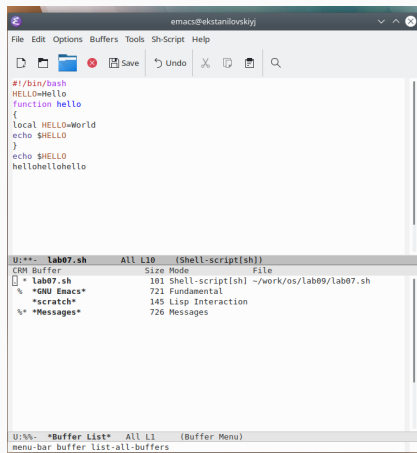 emacs@ekstanilovskiyj
File Edit Options Buffers Tools Sh-Script Help
Save Undo
#!/bin/bash
HELLO=Hello
function hello
{
local HELLO=World
echo $HELLO
}
echo $HELLO
hellohellohello
U:**- lab07.sh All L10 (Shell-script[sh])
CRM Buffer Size Mode File
. * lab07.sh 101 Shell-script[sh] ~/work/os/lab09/lab07.sh
% *GNU Emacs* 721 Fundamental
*scratch* 145 Lisp Interaction
%* *Messages* 726 Messages
U:%%- *Buffer List* All L1 (Buffer Menu)
menu-bar buffer list-all-buffers